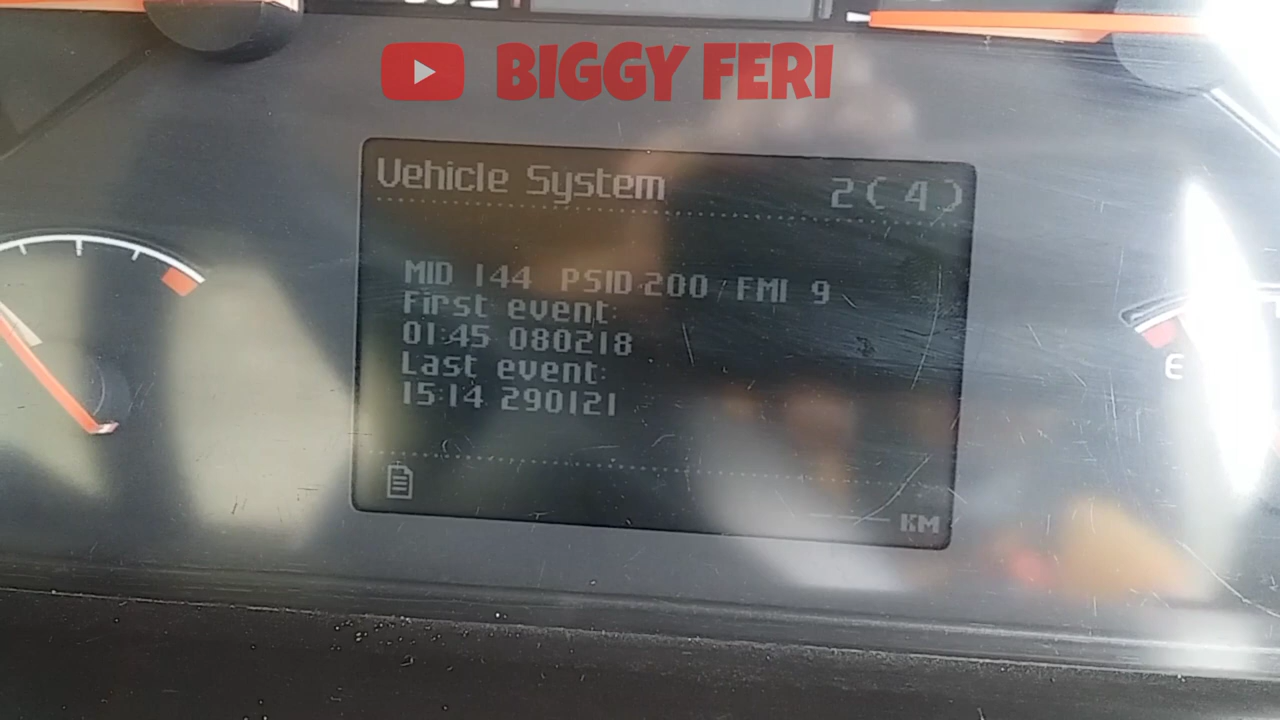 BIGGY FERI
Vehicle System 2(4)
MID 144 PSID 200 FMI 9
First event:
01:45 080218
Last event:
15:14 290121
KM
E